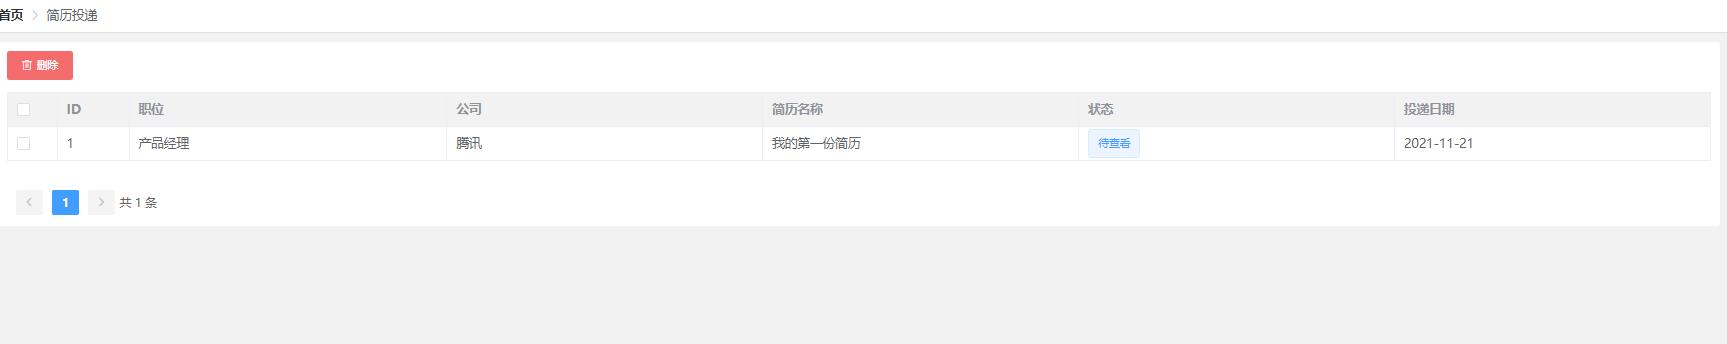 首页 > 简历投递
删除
ID 职位 公司 简历名称 状态 投递日期
1 产品经理 腾讯 我的第一份简历 待查看 2021-11-21
< 1 > 共 1 条